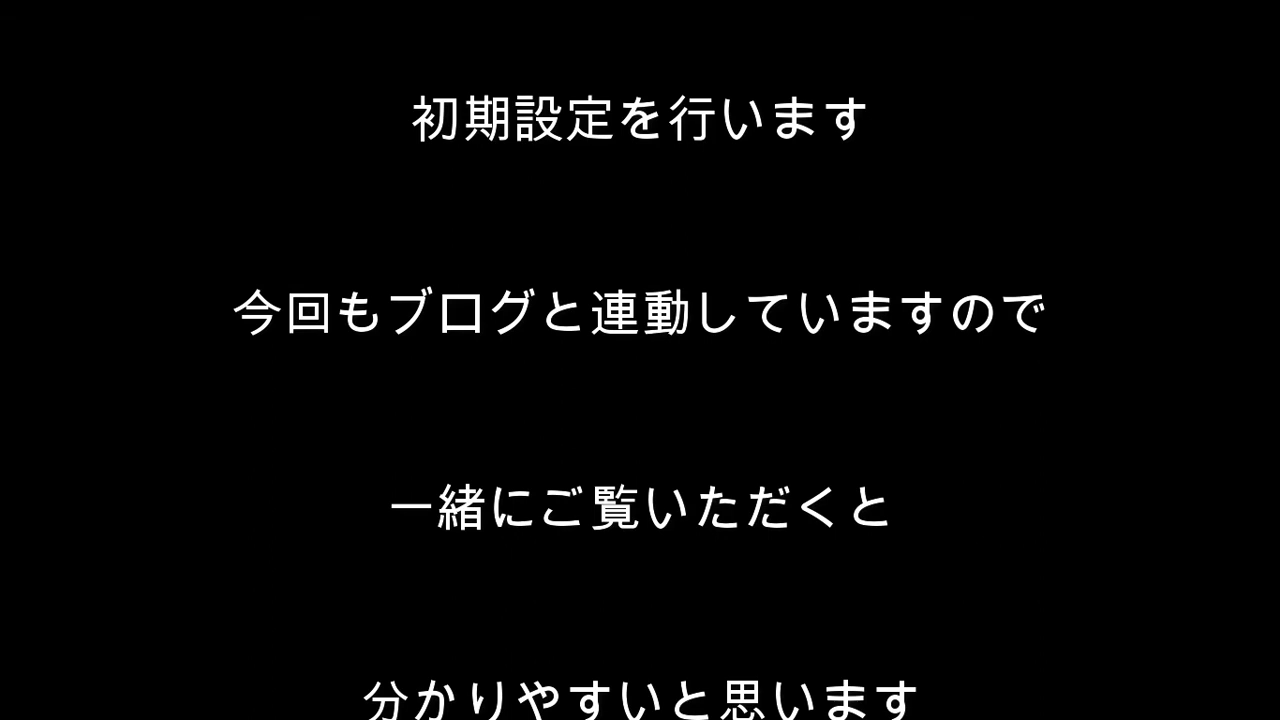 初期設定を行います
今回もブログと連動していますので
一緒にご覧いただくと
分かりやすいと思います